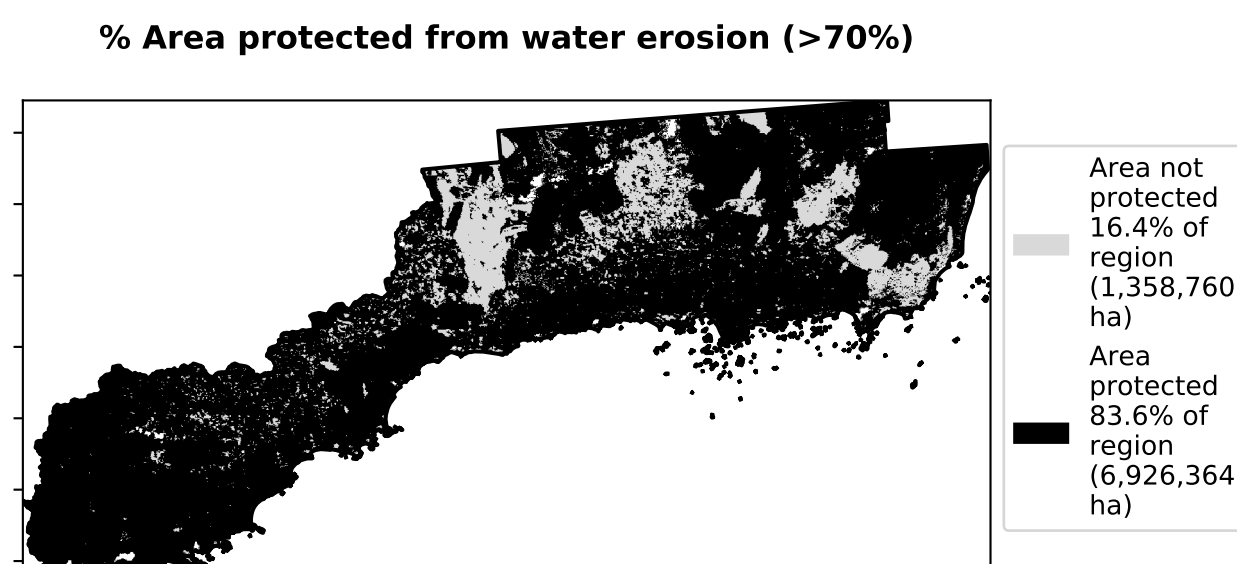 % Area protected from water erosion (>70%)
Area not
protected
16.4% of
region
(1,358,760
ha)
Area
protected
83.6% of
region
(6,926,364
ha)